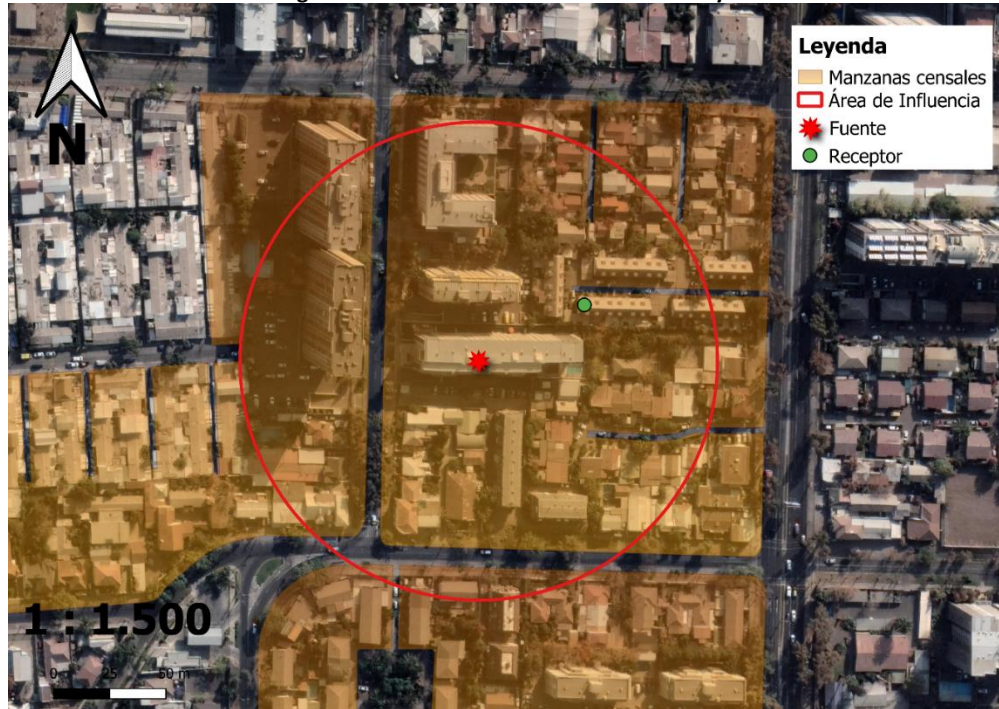 Leyenda
Manzanas censales
Área de Influencia
Fuente
Receptor
N
1 : 1.500
0 25 50 m